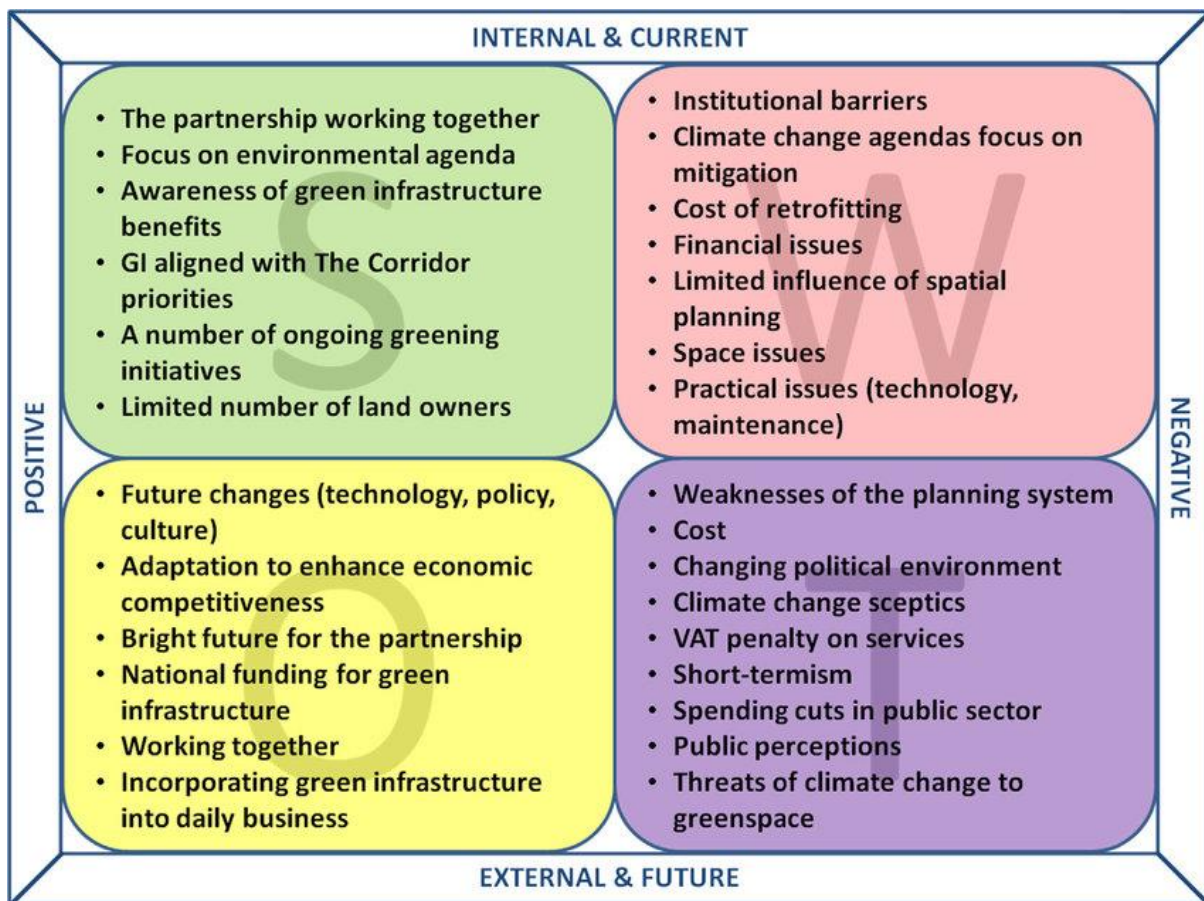 INTERNAL & CURRENT
POSITIVE
S
• The partnership working together
• Focus on environmental agenda
• Awareness of green infrastructure
benefits
• GI aligned with The Corridor
priorities
• A number of ongoing greening
initiatives
• Limited number of land owners
W
• Institutional barriers
• Climate change agendas focus on
mitigation
• Cost of retrofitting
• Financial issues
• Limited influence of spatial
planning
• Space issues
• Practical issues (technology,
maintenance)
NEGATIVE
O
• Future changes (technology, policy,
culture)
• Adaptation to enhance economic
competitiveness
• Bright future for the partnership
• National funding for green
infrastructure
• Working together
• Incorporating green infrastructure
into daily business
T
• Weaknesses of the planning system
• Cost
• Changing political environment
• Climate change sceptics
• VAT penalty on services
• Short-termism
• Spending cuts in public sector
• Public perceptions
• Threats of climate change to
greenspace
EXTERNAL & FUTURE